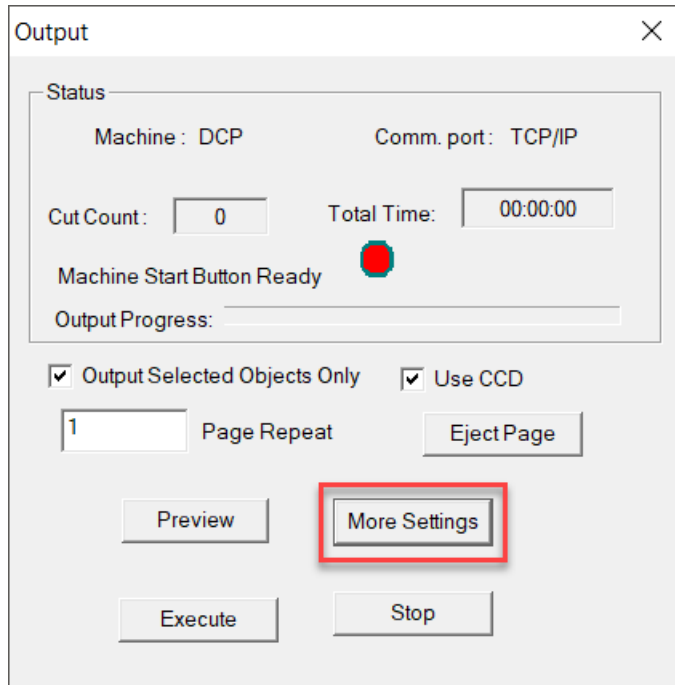 Output
Status
Machine : DCP Comm. port : TCP/IP
Cut Count : 0 Total Time: 00:00:00
Machine Start Button Ready
Output Progress:
Output Selected Objects Only Use CCD
1 Page Repeat Eject Page
Preview More Settings
Execute Stop